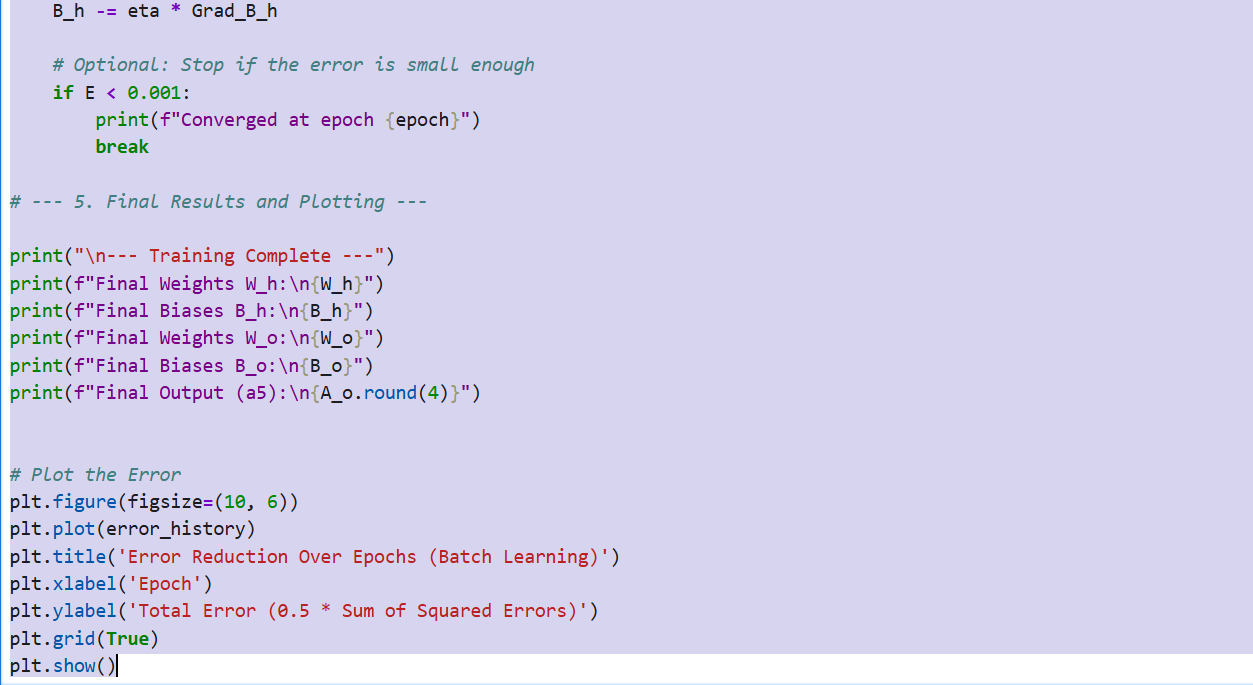 B_h -= eta * Grad_B_h
# Optional: Stop if the error is small enough
if E < 0.001:
print(f"Converged at epoch {epoch}")
break
# --- 5. Final Results and Plotting ---
print("\n--- Training Complete ---")
print(f"Final Weights W_h:\n{W_h}")
print(f"Final Biases B_h:\n{B_h}")
print(f"Final Weights W_o:\n{W_o}")
print(f"Final Biases B_o:\n{B_o}")
print(f"Final Output (a5):\n{A_o.round(4)}")
# Plot the Error
plt.figure(figsize=(10, 6))
plt.plot(error_history)
plt.title('Error Reduction Over Epochs (Batch Learning)')
plt.xlabel('Epoch')
plt.ylabel('Total Error (0.5 * Sum of Squared Errors)')
plt.grid(True)
plt.show()